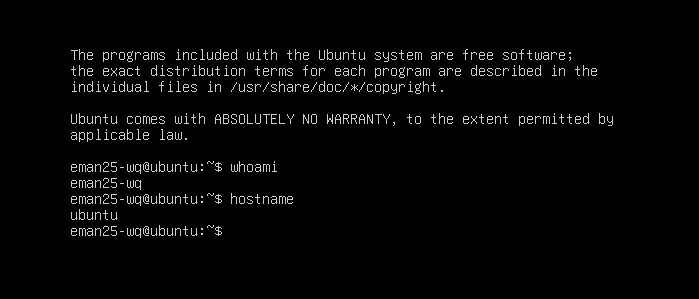 The programs included with the Ubuntu system are free software;
the exact distribution terms for each program are described in the
individual files in /usr/share/doc/*/copyright.
Ubuntu comes with ABSOLUTELY NO WARRANTY, to the extent permitted by
applicable law.
eman25-wq@ubuntu:~$ whoami
eman25-wq
eman25-wq@ubuntu:~$ hostname
ubuntu
eman25-wq@ubuntu:~$